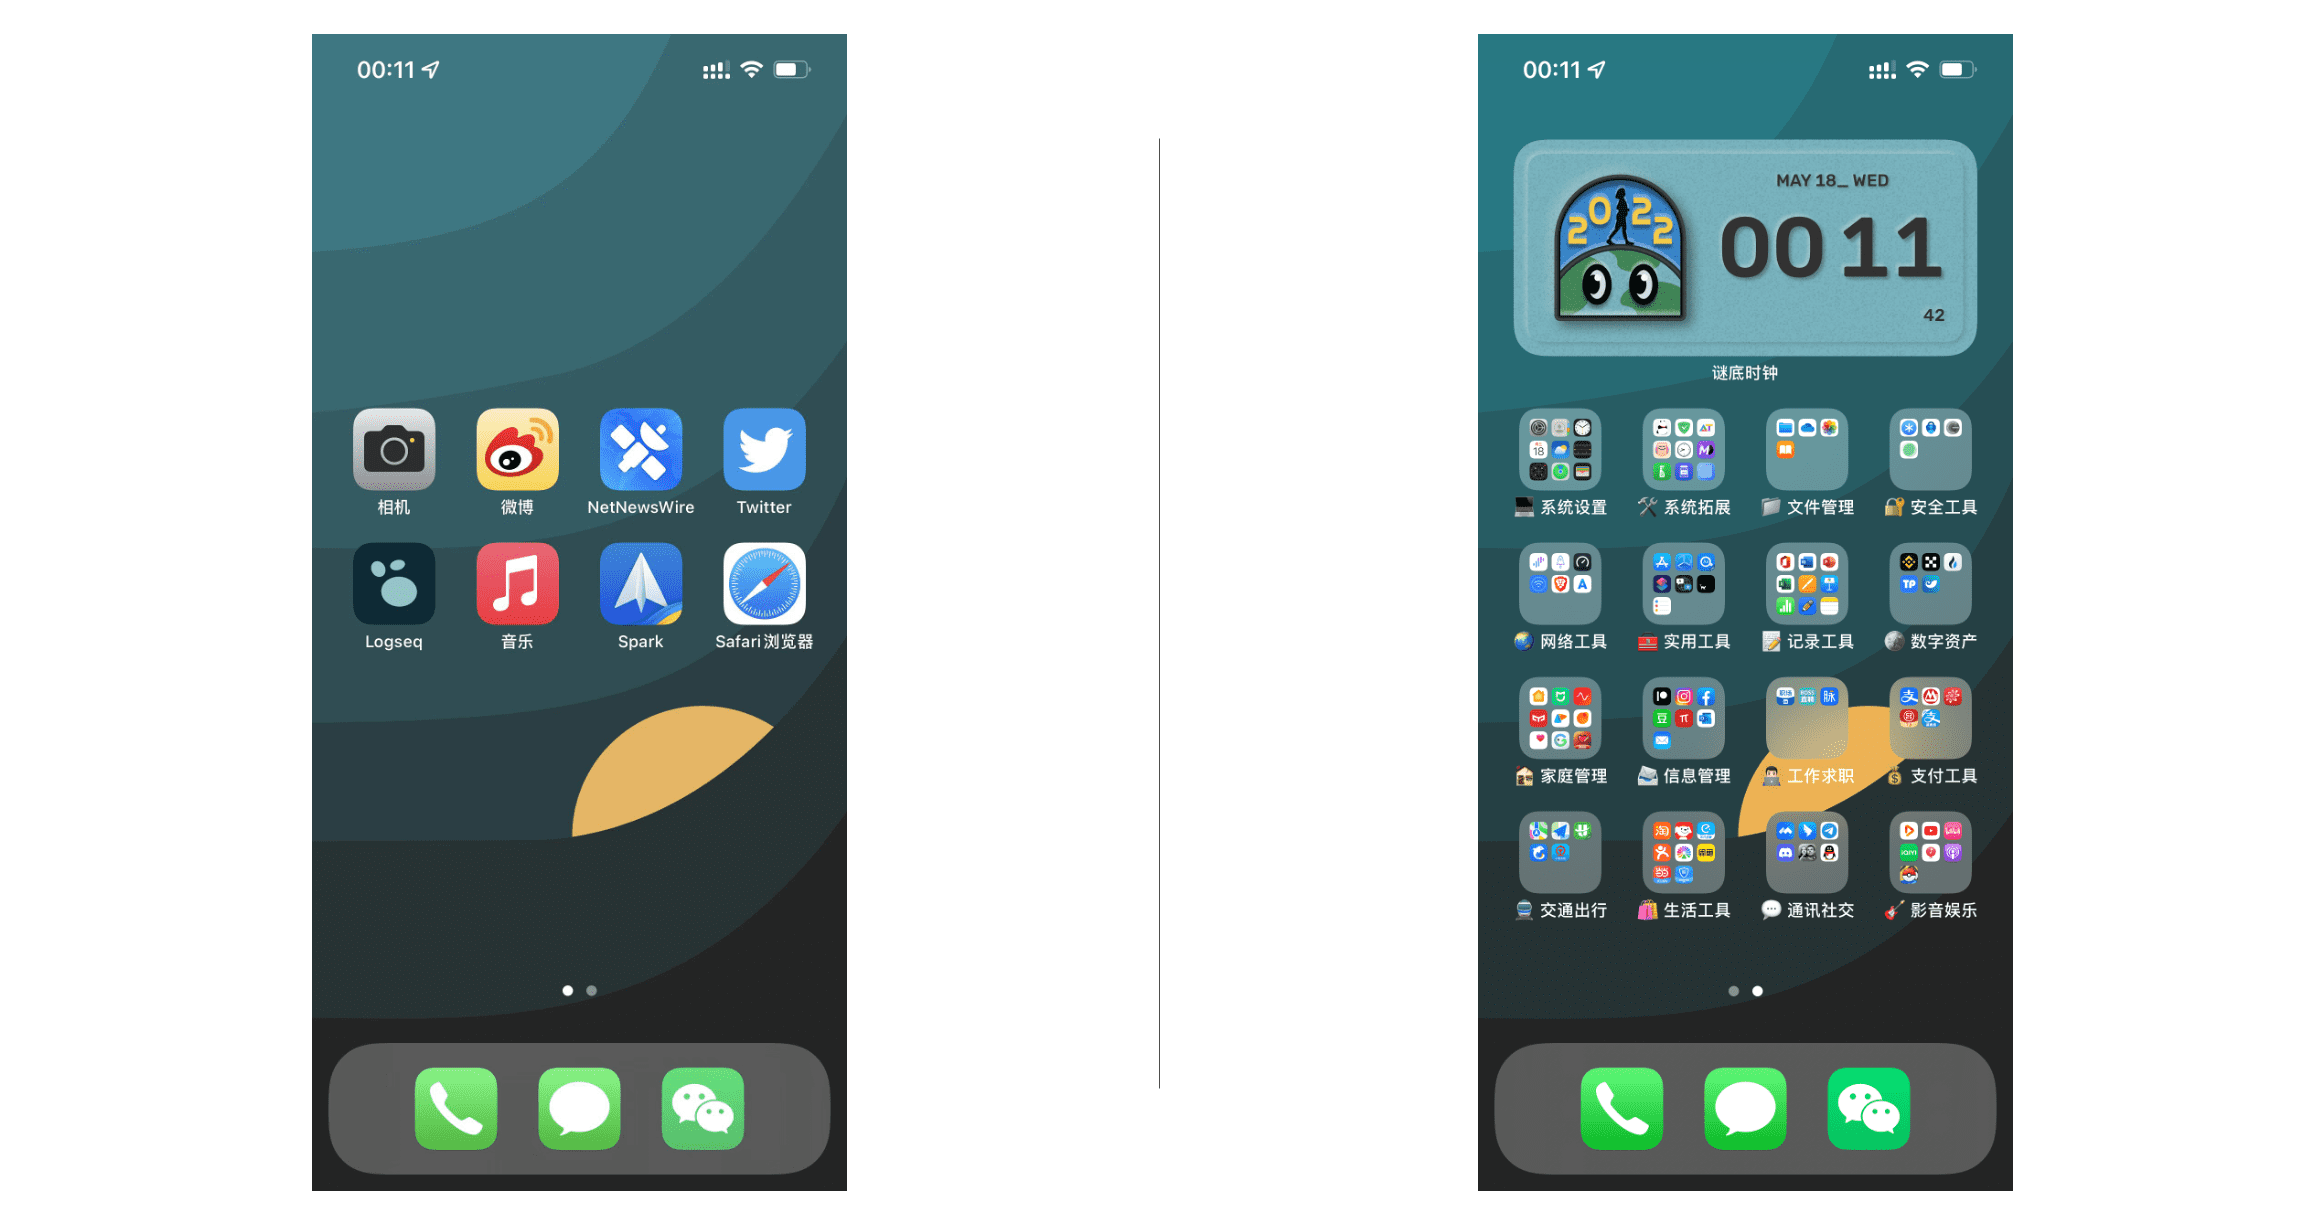 00:11
相机
微博
NetNewsWire
Twitter
Logseq
音乐
Spark
Safari 浏览器
00:11
2022
MAY 18_ WED
00 11
42
谜底时钟
18
系统设置
系统拓展
文件管理
安全工具
TP
网络工具
实用工具
记录工具
数字资产
家庭管理
信息管理
工作求职
支付工具
交通出行
生活工具
通讯社交
影音娱乐